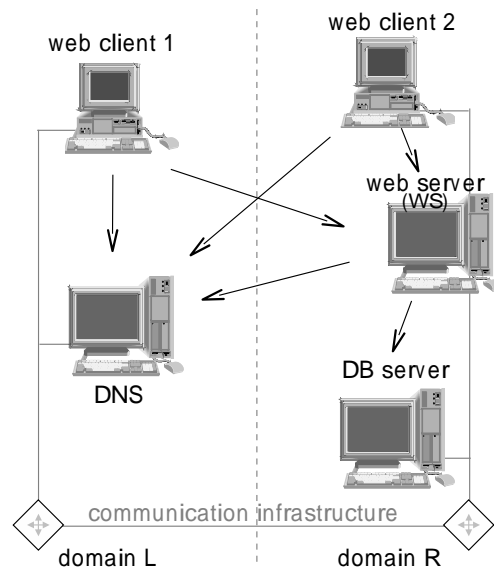 web client 1
web client 2
web server
(WS)
DNS
DB server
communication infrastructure
domain L
domain R